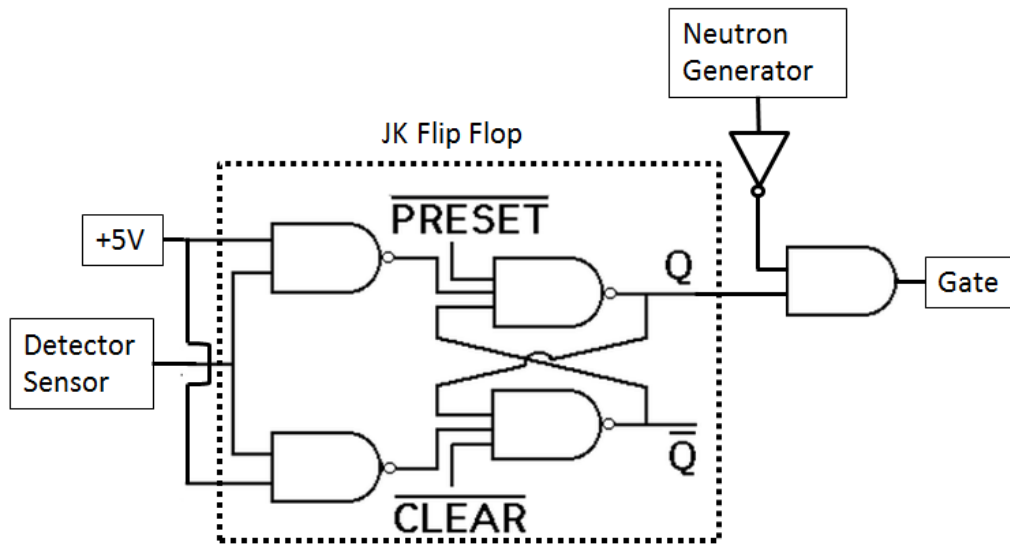 Neutron
Generator
JK Flip Flop
PRESET
+5V
Q
Gate
Detector
Sensor
Q
CLEAR